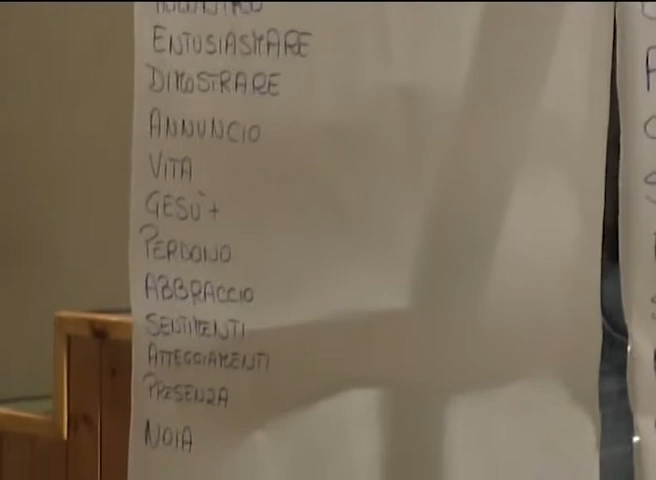 ENTUSIASMARE
DIMOSTRARE
ANNUNCIO
VITA
GESÙ +
PERDONO
ABBRACCIO
SENTIMENTI
ATTEGGIAMENTI
PRESENZA
NOIA